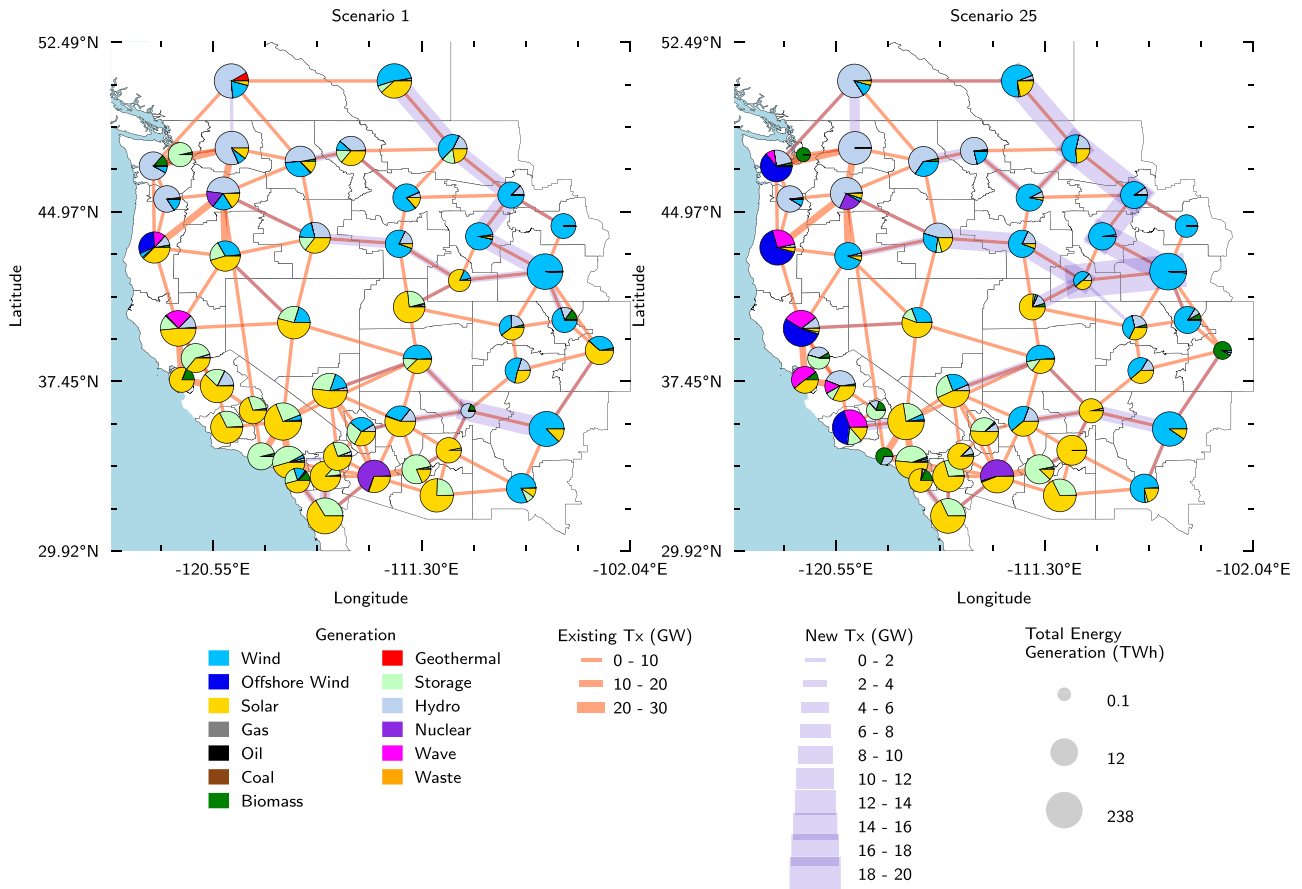 Scenario 1
Scenario 25
52.49°N
44.97°N
37.45°N
29.92°N
Latitude
-120.55°E
-111.30°E
-102.04°E
Longitude
52.49°N
44.97°N
37.45°N
29.92°N
Latitude
-120.55°E
-111.30°E
-102.04°E
Longitude
Generation
Wind
Offshore Wind
Solar
Gas
Oil
Coal
Biomass
Geothermal
Storage
Hydro
Nuclear
Wave
Waste
Existing Tx (GW)
0 - 10
10 - 20
20 - 30
New Tx (GW)
0 - 2
2 - 4
4 - 6
6 - 8
8 - 10
10 - 12
12 - 14
14 - 16
16 - 18
18 - 20
Total Energy
Generation (TWh)
0.1
12
238